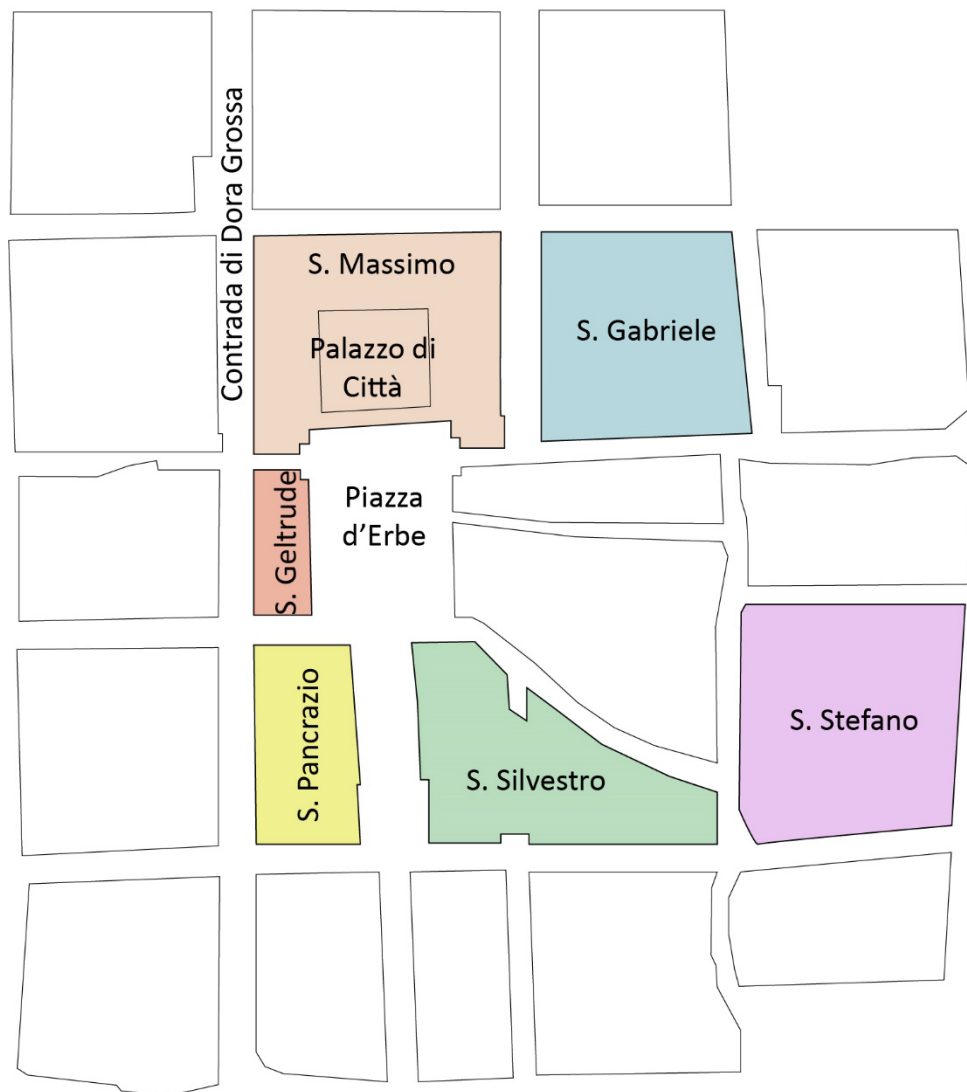 Contrada di Dora Grossa
S. Massimo
Palazzo di
Città
S. Gabriele
S. Geltrude
Piazza
d’Erbe
S. Pancrazio
S. Silvestro
S. Stefano